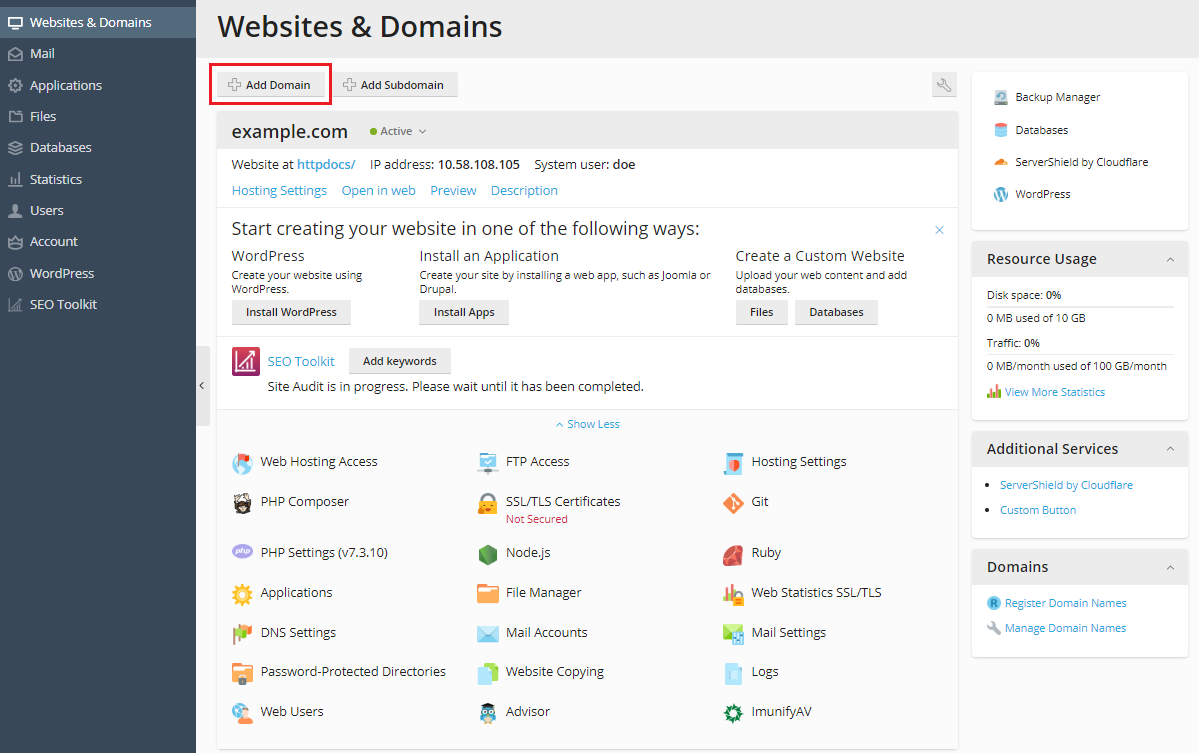 Websites & Domains
Mail
Applications
Files
Databases
Statistics
Users
Account
WordPress
SEO Toolkit
Websites & Domains
Add Domain
Add Subdomain
example.com Active
Website at httpdocs/ IP address: 10.58.108.105 System user: doe
Hosting Settings Open in web Preview Description
Start creating your website in one of the following ways:
WordPress
Create your website using
WordPress.
Install WordPress
Install an Application
Create your site by installing a web app, such as Joomla or
Drupal.
Install Apps
Create a Custom Website
Upload your web content and add
databases.
Files Databases
SEO Toolkit Add keywords
Site Audit is in progress. Please wait until it has been completed.
Show Less
Web Hosting Access
FTP Access
Hosting Settings
PHP Composer
SSL/TLS Certificates
Not Secured
Git
php
PHP Settings (v7.3.10)
Node.js
Ruby
Applications
File Manager
Web Statistics SSL/TLS
DNS Settings
Mail Accounts
Mail Settings
Password-Protected Directories
Website Copying
Logs
Web Users
Advisor
ImunifyAV
Backup Manager
Databases
ServerShield by Cloudflare
WordPress
Resource Usage
Disk space: 0%
0 MB used of 10 GB
Traffic: 0%
0 MB/month used of 100 GB/month
View More Statistics
Additional Services
ServerShield by Cloudflare
Custom Button
Domains
R Register Domain Names
Manage Domain Names